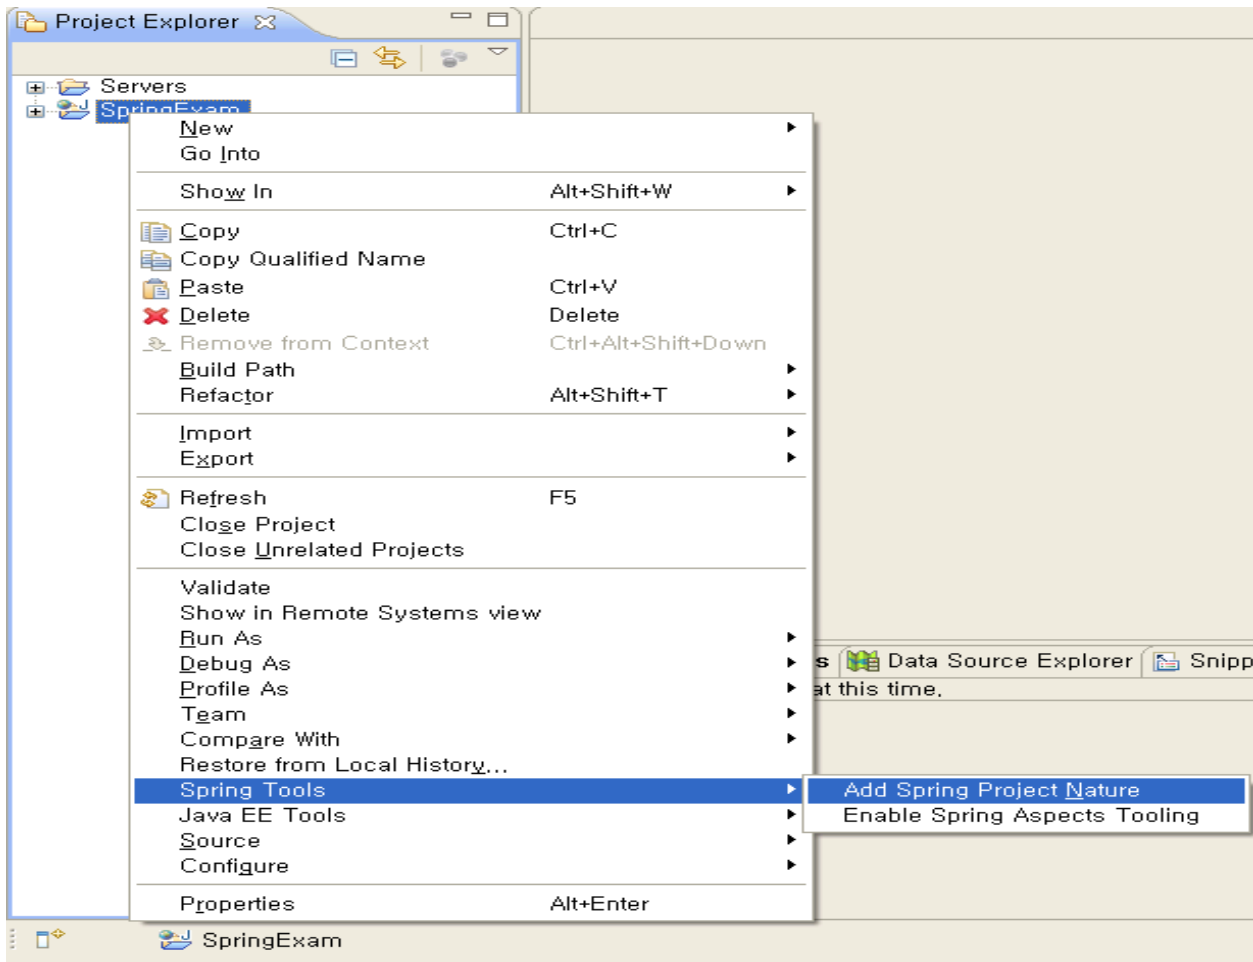 Project Explorer
Servers
SpringExam
New
Go Into
Show In Alt+Shift+W
Copy Ctrl+C
Copy Qualified Name
Paste Ctrl+V
Delete Delete
Remove from Context Ctrl+Alt+Shift+Down
Build Path
Refactor Alt+Shift+T
Import
Export
Refresh F5
Close Project
Close Unrelated Projects
Validate
Show in Remote Systems view
Run As
Debug As
s Data Source Explorer Snipp
Profile As
at this time.
Team
Compare With
Restore from Local History...
Spring Tools
Add Spring Project Nature
Java EE Tools
Enable Spring Aspects Tooling
Source
Configure
Properties Alt+Enter
SpringExam